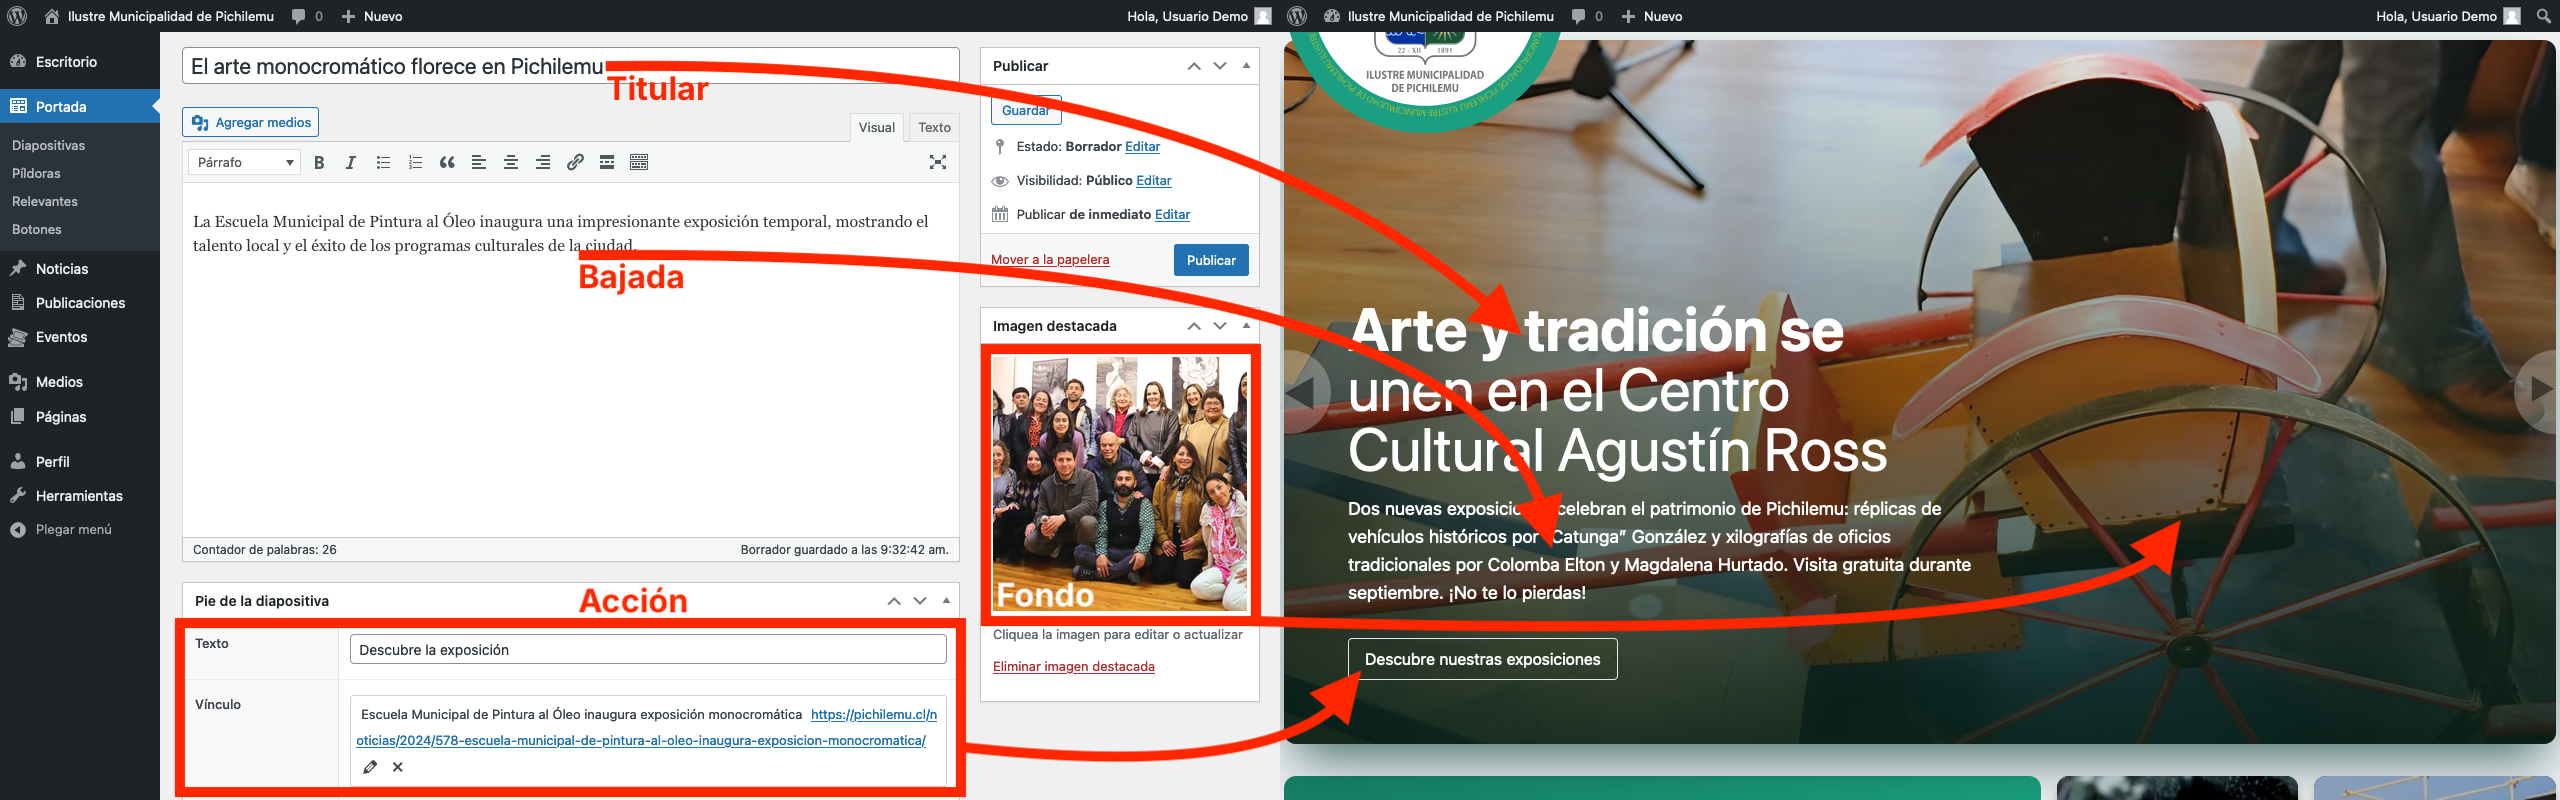 Ilustre Municipalidad de Pichilemu
0
Nuevo
Hola, Usuario Demo
Ilustre Municipalidad de Pichilemu
0
Nuevo
Hola, Usuario Demo
Escritorio
Portada
Diapositivas
Píldoras
Relevantes
Botones
Noticias
Publicaciones
Eventos
Medios
Páginas
Perfil
Herramientas
Plegar menú
El arte monocromático florece en Pichilemu
Titular
Agregar medios
Visual
Texto
Párrafo
La Escuela Municipal de Pintura al Óleo inaugura una impresionante exposición temporal, mostrando el
talento local y el éxito de los programas culturales de la ciudad.
Bajada
Contador de palabras: 26
Borrador guardado a las 9:32:42 am.
Pie de la diapositiva
Acción
Texto
Descubre la exposición
Vínculo
Escuela Municipal de Pintura al Óleo inaugura exposición monocromática https://pichilemu.cl/n
oticias/2024/578-escuela-municipal-de-pintura-al-oleo-inaugura-exposicion-monocromatica/
Publicar
Guardar
Estado: Borrador Editar
Visibilidad: Público Editar
Publicar de inmediato Editar
Mover a la papelera
Publicar
Imagen destacada
Fondo
Cliquea la imagen para editar o actualizar
Eliminar imagen destacada
22 - XII 1891
ILUSTRE MUNICIPALIDAD
DE PICHILEMU
Arte y tradición se
unen en el Centro
Cultural Agustín Ross
Dos nuevas exposiciones celebran el patrimonio de Pichilemu: réplicas de
vehículos históricos por “Catunga” González y xilografías de oficios
tradicionales por Colomba Elton y Magdalena Hurtado. Visita gratuita durante
septiembre. ¡No te lo pierdas!
Descubre nuestras exposiciones